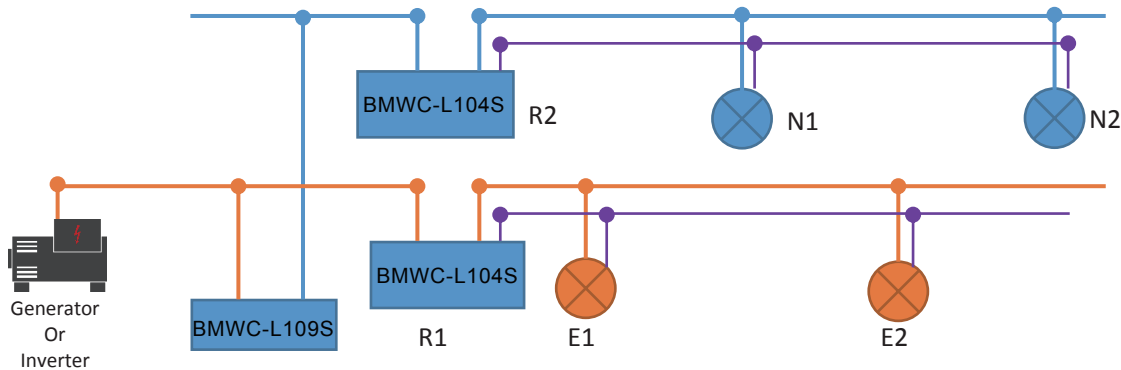 BMWC-L104S
R2
N1
N2
BMWC-L104S
R1
E1
E2
BMWC-L109S
Generator
Or
Inverter